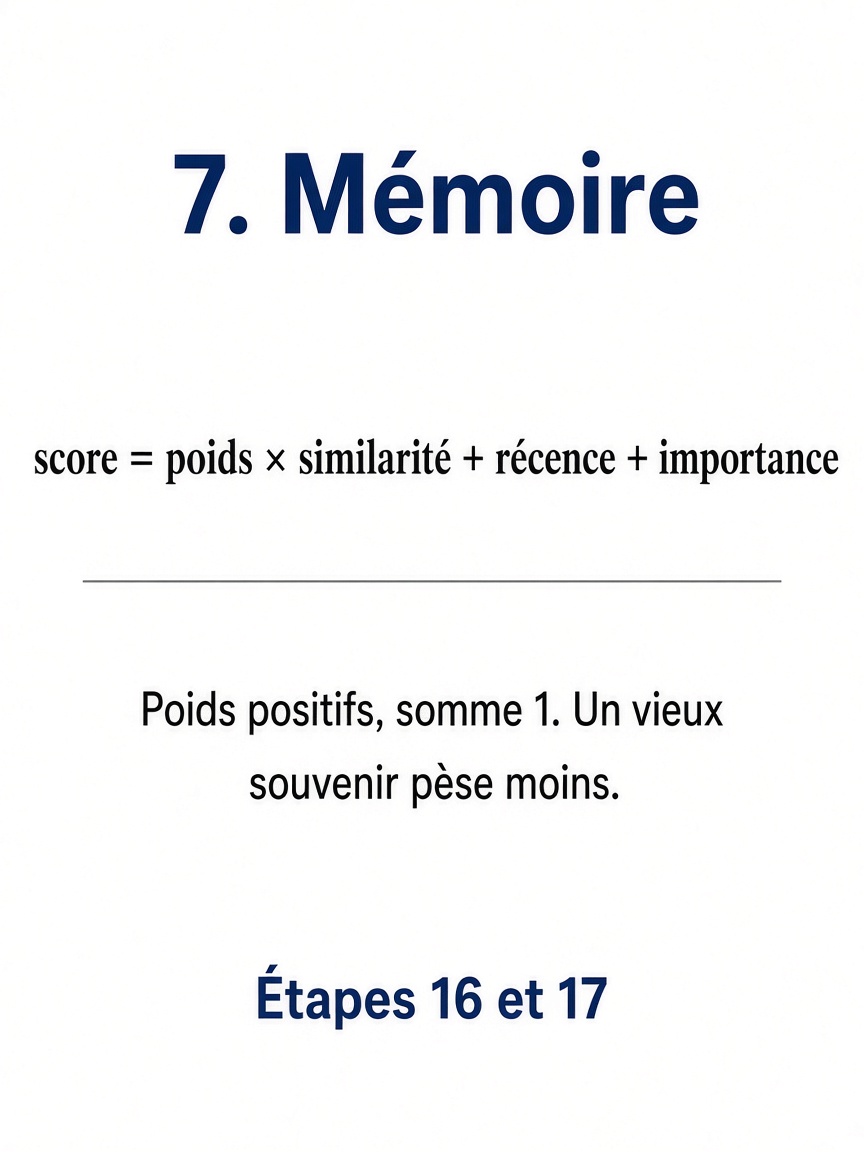 7. Mémoire
score = poids × similarité + récence + importance
Poids positifs, somme 1. Un vieux
souvenir pèse moins.
Étapes 16 et 17